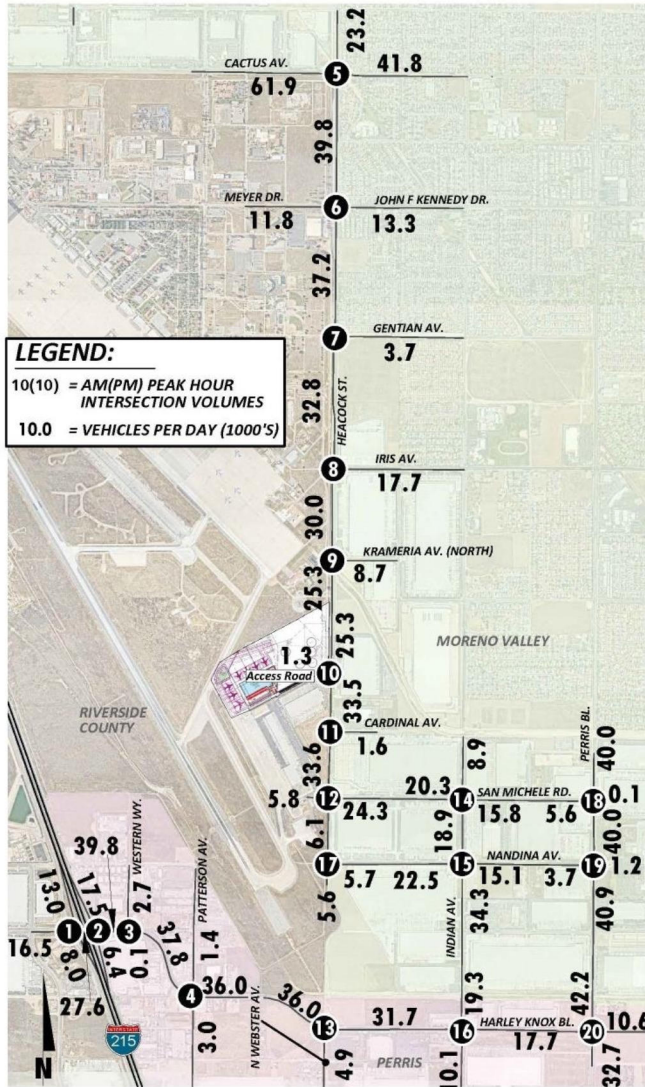 23.2
CACTUS AV.
41.8
61.9
5
39.8
MEYER DR.
6
JOHN F KENNEDY DR.
11.8
13.3
37.2
7
GENTIAN AV.
3.7
LEGEND:
10(10) = AM(PM) PEAK HOUR
INTERSECTION VOLUMES
10.0 = VEHICLES PER DAY (1000'S)
32.8
HEACOCK ST.
8
IRIS AV.
17.7
30.0
9
KRAMERIA AV. (NORTH)
8.7
25.3
25.3
MORENO VALLEY
1.3
Access Road
10
33.5
RIVERSIDE
COUNTY
11
CARDINAL AV.
1.6
33.6
8.9
PERRIS BL.
40.0
5.8
12
24.3
20.3
14
SAN MICHELE RD.
15.8
5.6
18
0.1
6.1
18.9
40.0
17
5.7
22.5
15
NANDINA AV.
15.1
3.7
19
1.2
5.6
INDIAN AV.
34.3
40.9
39.8
WESTERN WY.
2.7
PATTERSON AV.
1.4
13.0
17.5
16.5
1
2
3
8.0
6.4
0.1
37.8
27.6
INTERSTATE
215
4
36.0
3.0
N WEBSTER AV.
36.0
13
31.7
19.3
16
HARLEY KNOX BL.
17.7
42.2
20
10.6
4.9
PERRIS
10.1
32.7
N